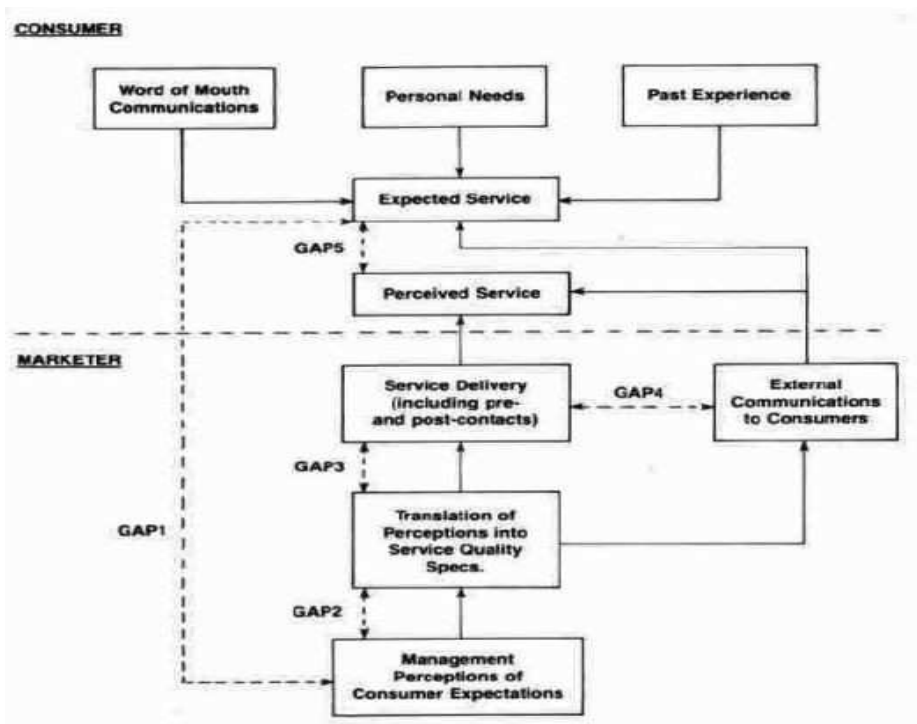 CONSUMER
Word of Mouth
Communications
Personal Needs
Past Experience
Expected Service
GAP5
Perceived Service
MARKETER
Service Delivery
(including pre-
and post-contacts)
GAP4
External
Communications
to Consumers
GAP3
GAP1
Translation of
Perceptions into
Service Quality
Specs.
GAP2
Management
Perceptions of
Consumer Expectations